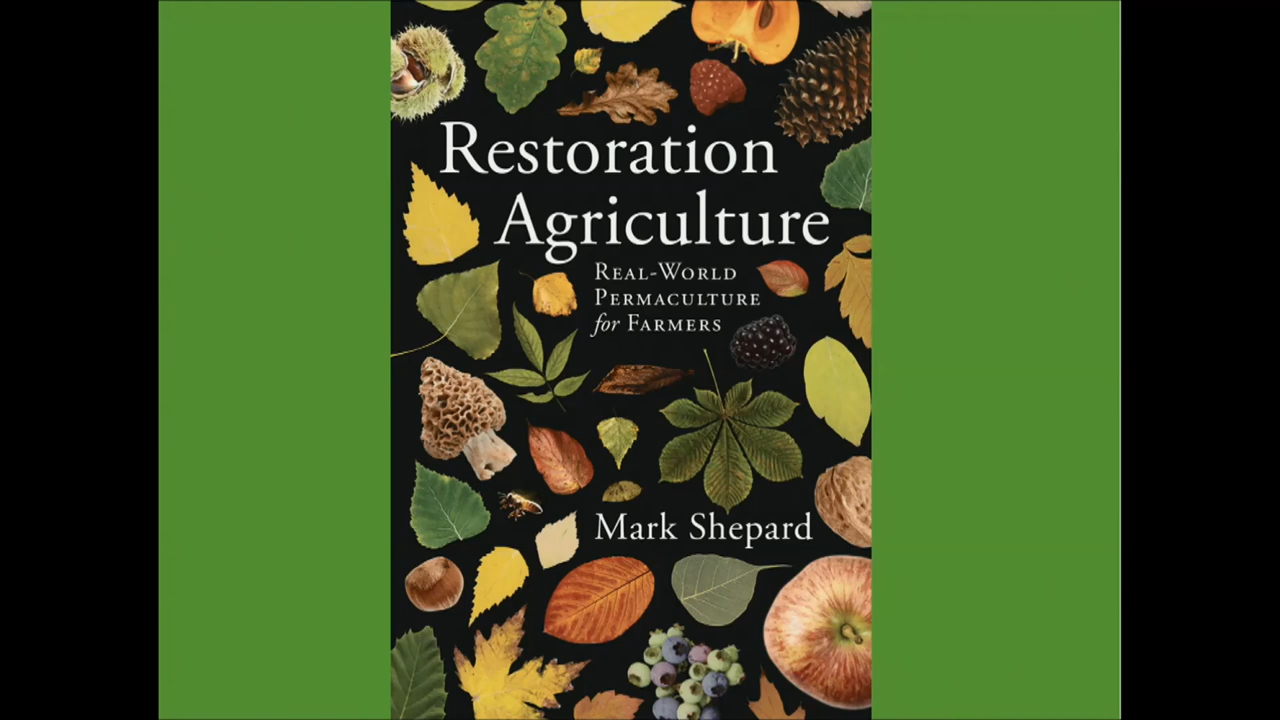 Restoration
Agriculture
Real-World
Permaculture
for Farmers
Mark Shepard